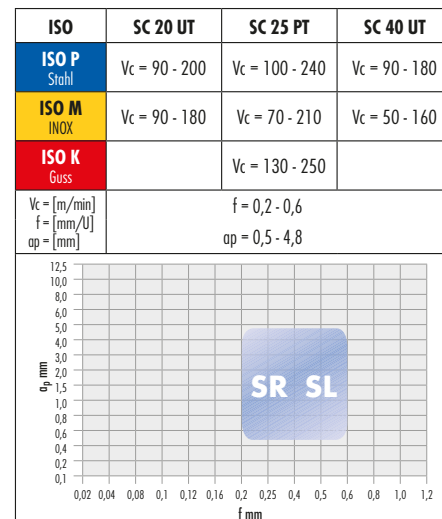 ISO SC 20 UT SC 25 PT SC 40 UT
ISO P
Stahl
Vc = 90 - 200 Vc = 100 - 240 Vc = 90 - 180
ISO M
INOX
Vc = 90 - 180 Vc = 70 - 210 Vc = 50 - 160
ISO K
Guss
Vc = 130 - 250
Vc = [m/min]
f = [mm/U]
ap = [mm]
f = 0,2 - 0,6
ap = 0,5 - 4,8
12,5
10,0
8,0
6,0
5,0
4,0
3,0
2,0
1,5
1,0
0,8
0,6
0,4
0,2
0,1
ap mm
SR SL
0,02 0,04 0,08 0,1 0,12 0,16 0,2 0,25 0,4 0,5 0,6 0,8 1,0 1,2
f mm